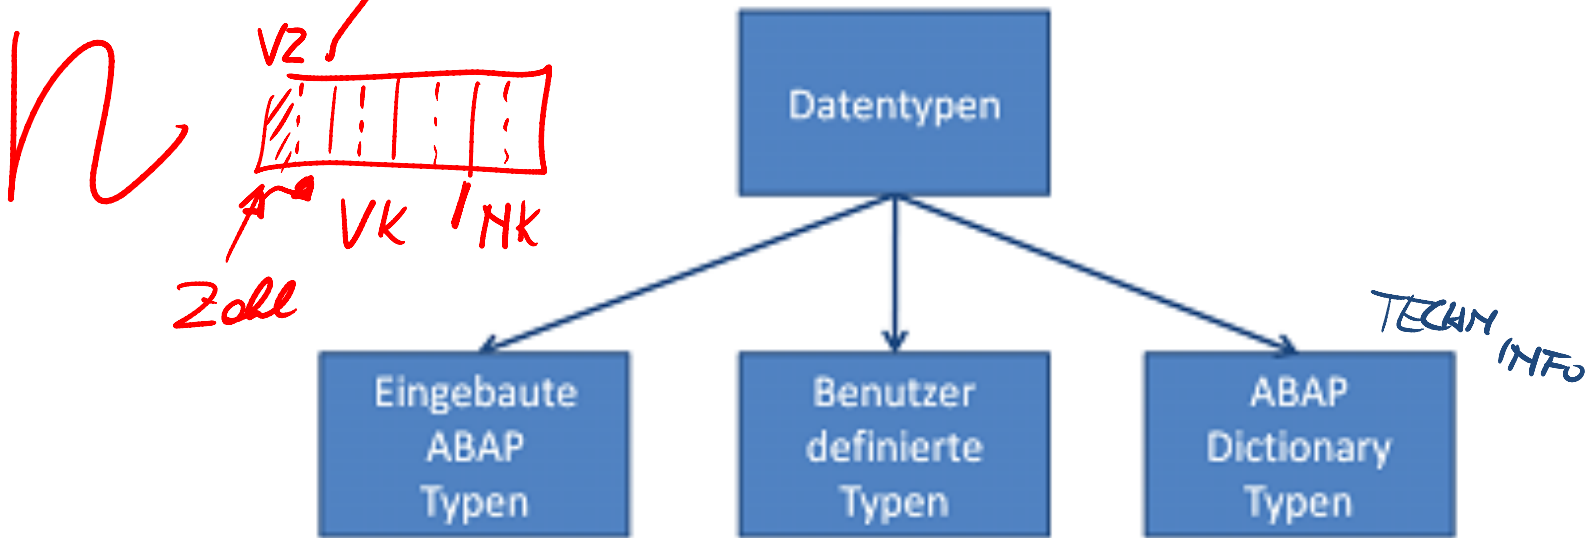 n
VZ
VK
NK
Zahl
Datentypen
TECHN
INFO
Eingebaute
ABAP
Typen
Benutzer
definierte
Typen
ABAP
Dictionary
Typen